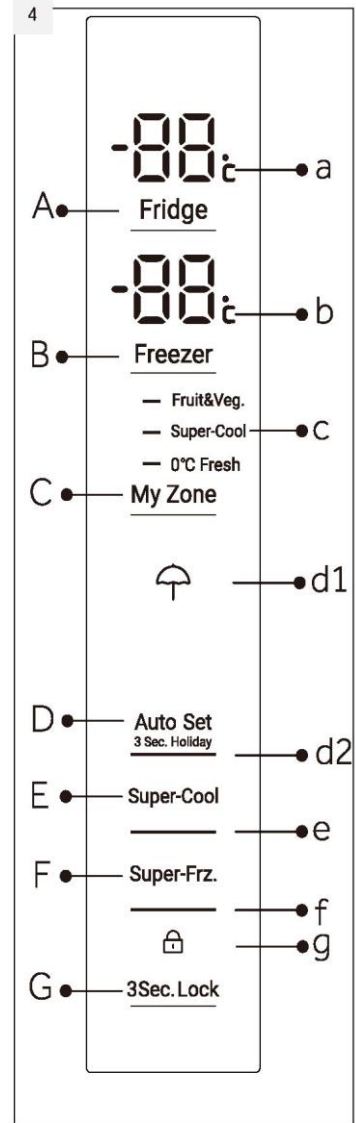 4
-88°c
a
A
Fridge
-88°c
b
B
Freezer
Fruit&Veg.
Super-Cool
c
0°C Fresh
C
My Zone
d1
D
Auto Set
3 Sec. Holiday
d2
E
Super-Cool
e
F
Super-Frz.
f
g
G
3Sec.Lock